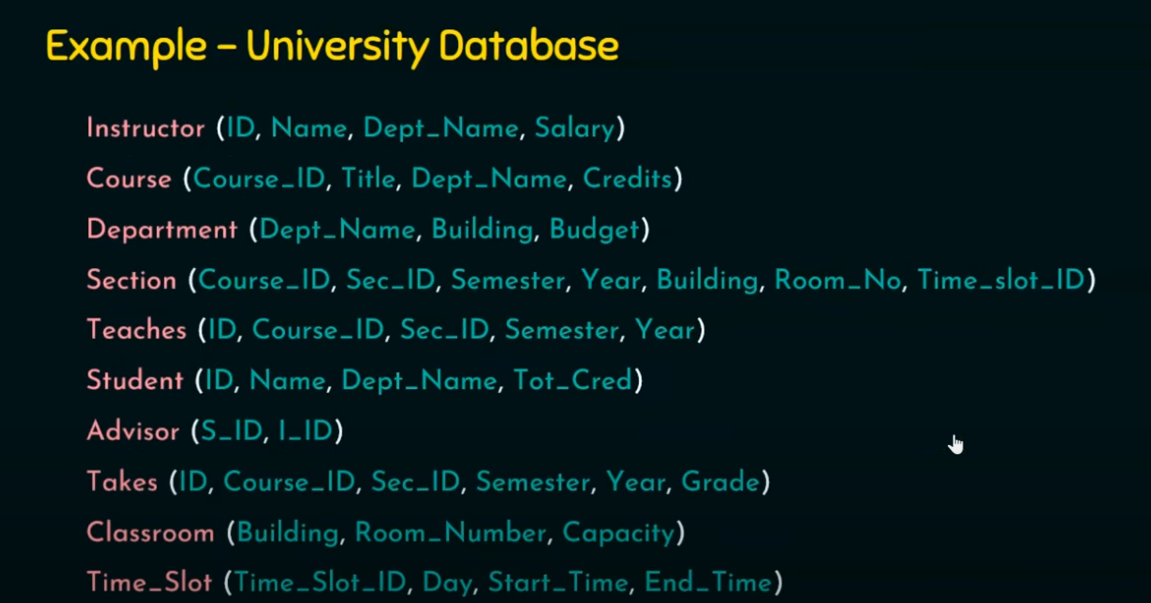 Example – University Database
Instructor (ID, Name, Dept_Name, Salary)
Course (Course_ID, Title, Dept_Name, Credits)
Department (Dept_Name, Building, Budget)
Section (Course_ID, Sec_ID, Semester, Year, Building, Room_No, Time_slot_ID)
Teaches (ID, Course_ID, Sec_ID, Semester, Year)
Student (ID, Name, Dept_Name, Tot_Cred)
Advisor (S_ID, I_ID)
Takes (ID, Course_ID, Sec_ID, Semester, Year, Grade)
Classroom (Building, Room_Number, Capacity)
Time_Slot (Time_Slot_ID, Day, Start_Time, End_Time)